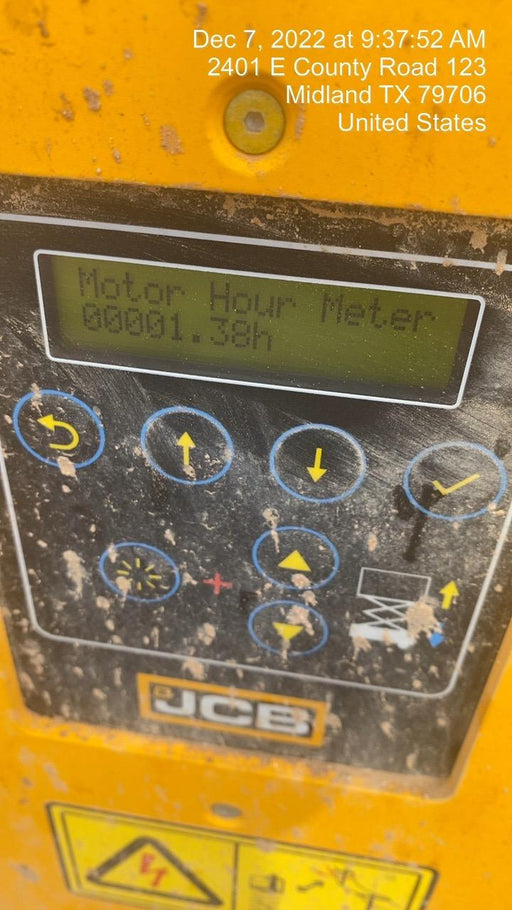 Dec 7, 2022 at 9:37:52 AM
2401 E County Road 123
Midland TX 79706
United States
Motor Hour Meter
00001.38h
JCB